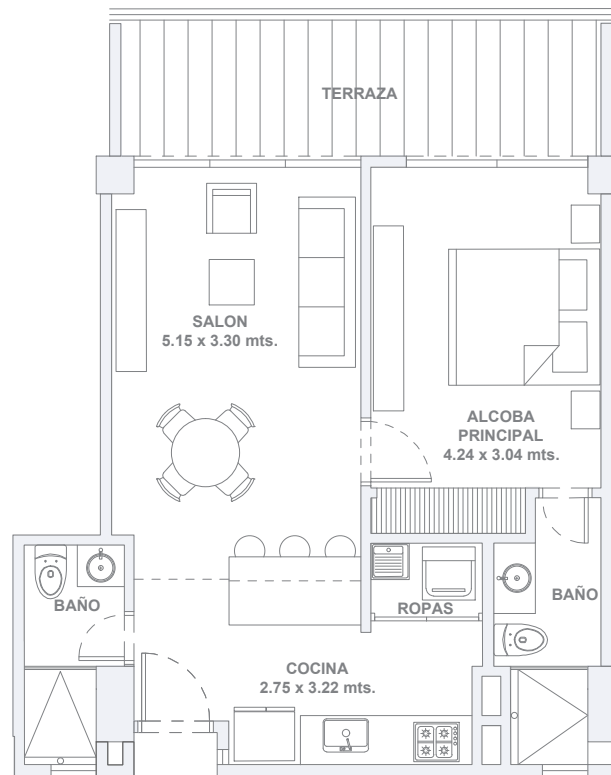 TERRAZA
SALON
5.15 x 3.30 mts.
ALCOBA
PRINCIPAL
4.24 x 3.04 mts.
BAÑO
ROPAS
BAÑO
COCINA
2.75 x 3.22 mts.